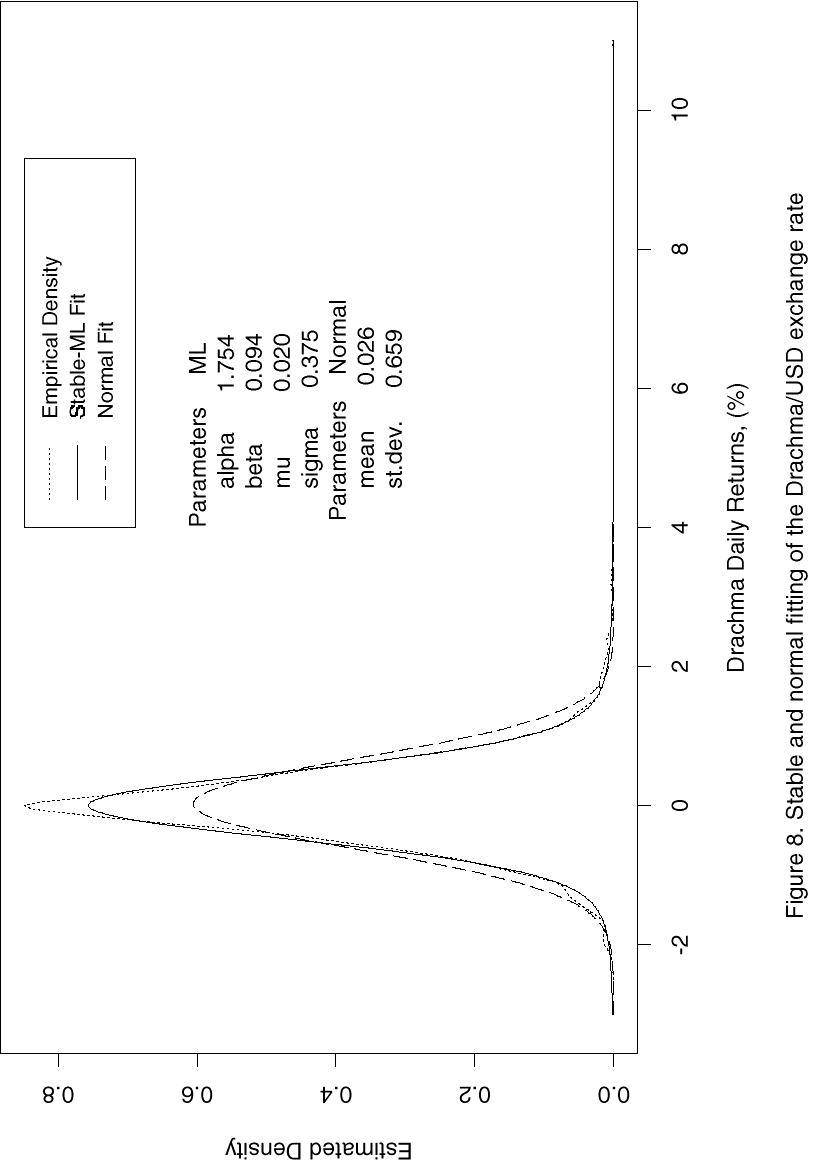 Empirical Density
Stable-ML Fit
Normal Fit
Parameters ML
alpha 1.754
beta 0.094
mu 0.020
sigma 0.375
Parameters Normal
mean 0.026
st.dev. 0.659
Estimated Density
0.0 0.2 0.4 0.6 0.8
-2 0 2 4 6 8 10
Drachma Daily Returns, (%)
Figure 8. Stable and normal fitting of the Drachma/USD exchange rate